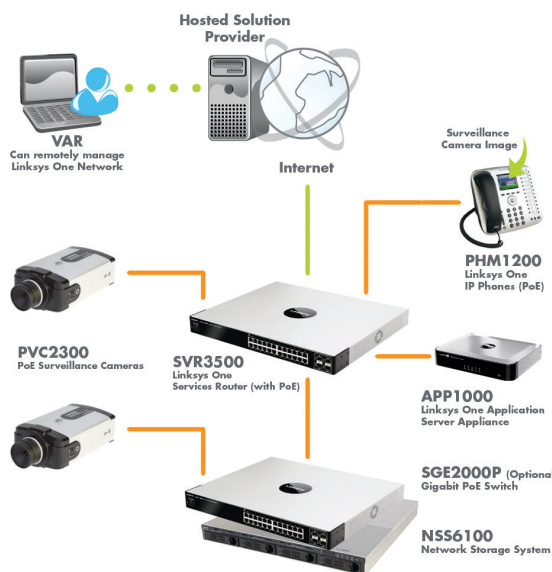 Hosted Solution
Provider
VAR
Can remotely manage
Linksys One Network
Internet
Surveillance
Camera Image
PHM1200
Linksys One
IP Phones (PoE)
PVC2300
PoE Surveillance Cameras
SVR3500
Linksys One
Services Router (with PoE)
APP1000
Linksys One Application
Server Appliance
SGE2000P (Optional
Gigabit PoE Switch
NSS6100
Network Storage System